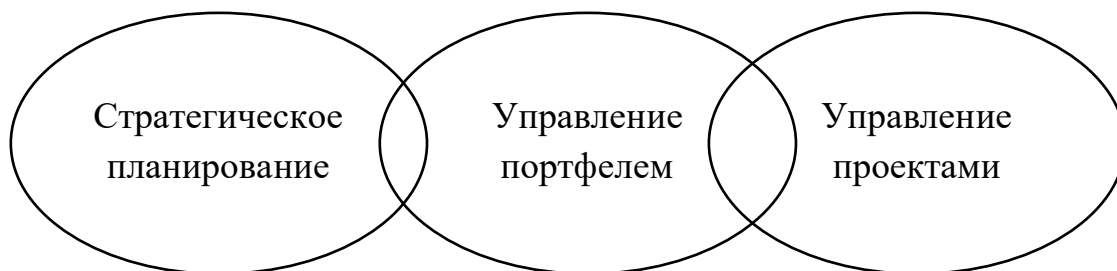 Стратегическое
планирование
Управление
портфелем
Управление
проектами